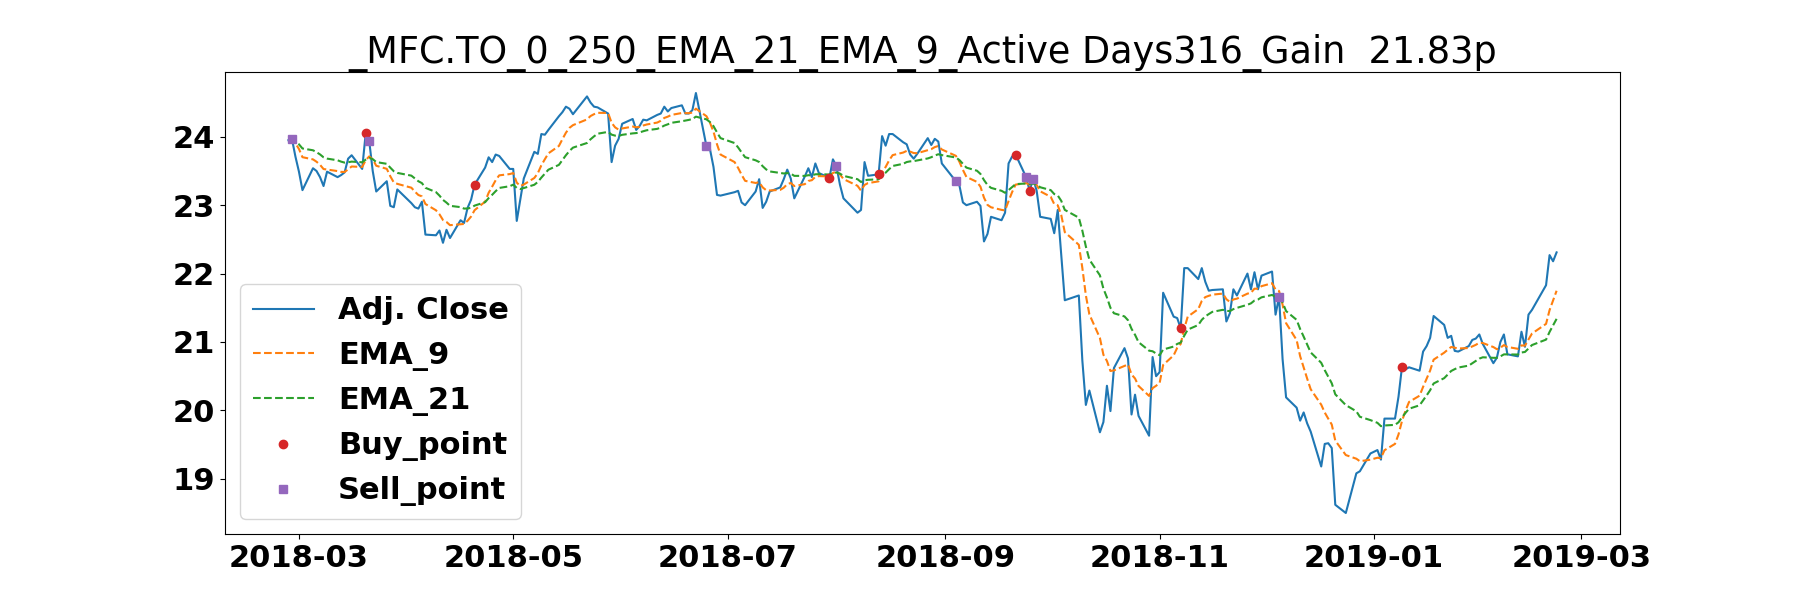 _MFC.TO_0_250_EMA_21_EMA_9_Active Days316_Gain  21.83p
24
23
22
21
20
19
Adj. Close
EMA_9
EMA_21
Buy_point
Sell_point
2018-03 2018-05 2018-07 2018-09 2018-11 2019-01 2019-03